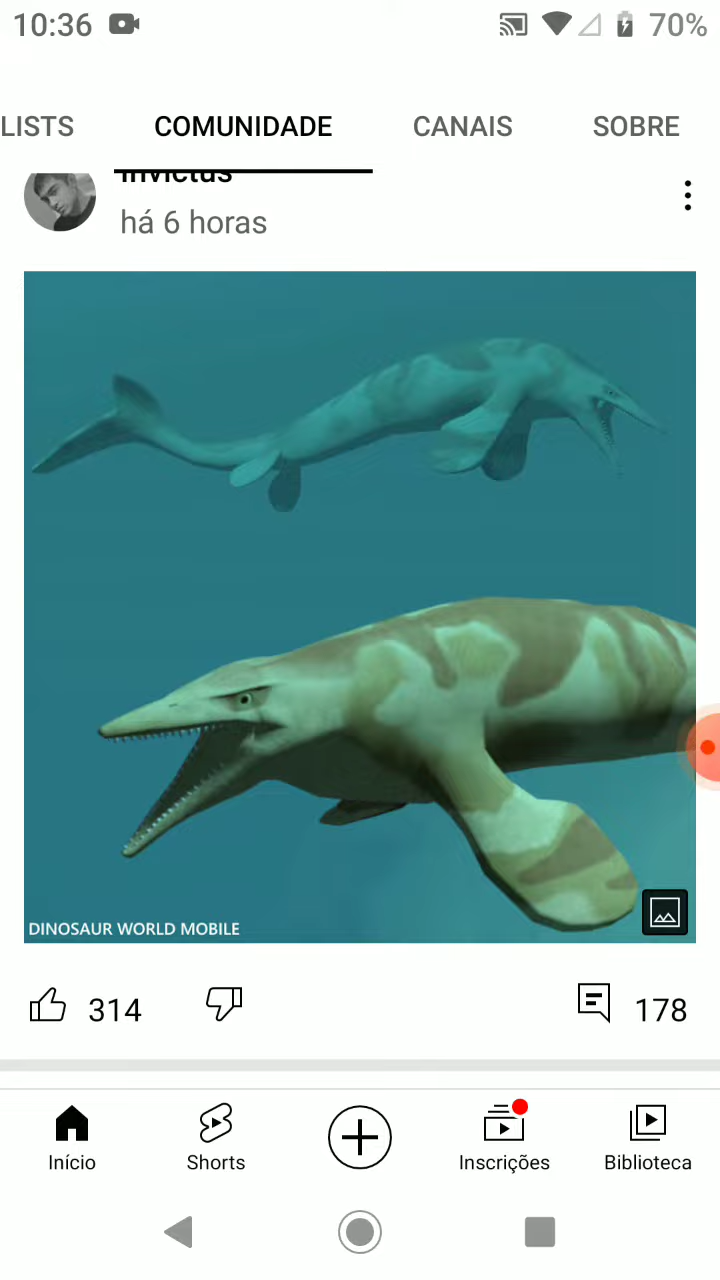 10:36 70%
LISTS COMUNIDADE CANAIS SOBRE
Invictus
há 6 horas
DINOSAUR WORLD MOBILE
314 178
Início Shorts Inscrições Biblioteca